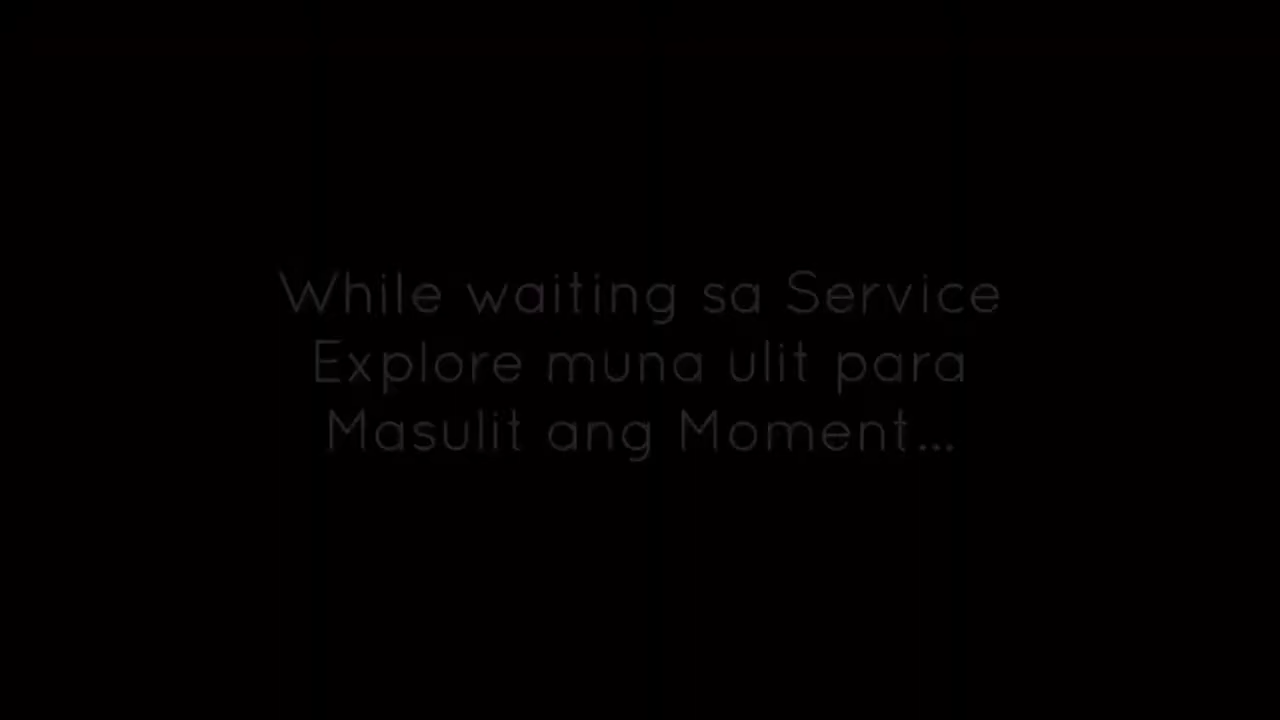 While waiting sa Service
Explore muna ulit para
Masulit ang Moment...